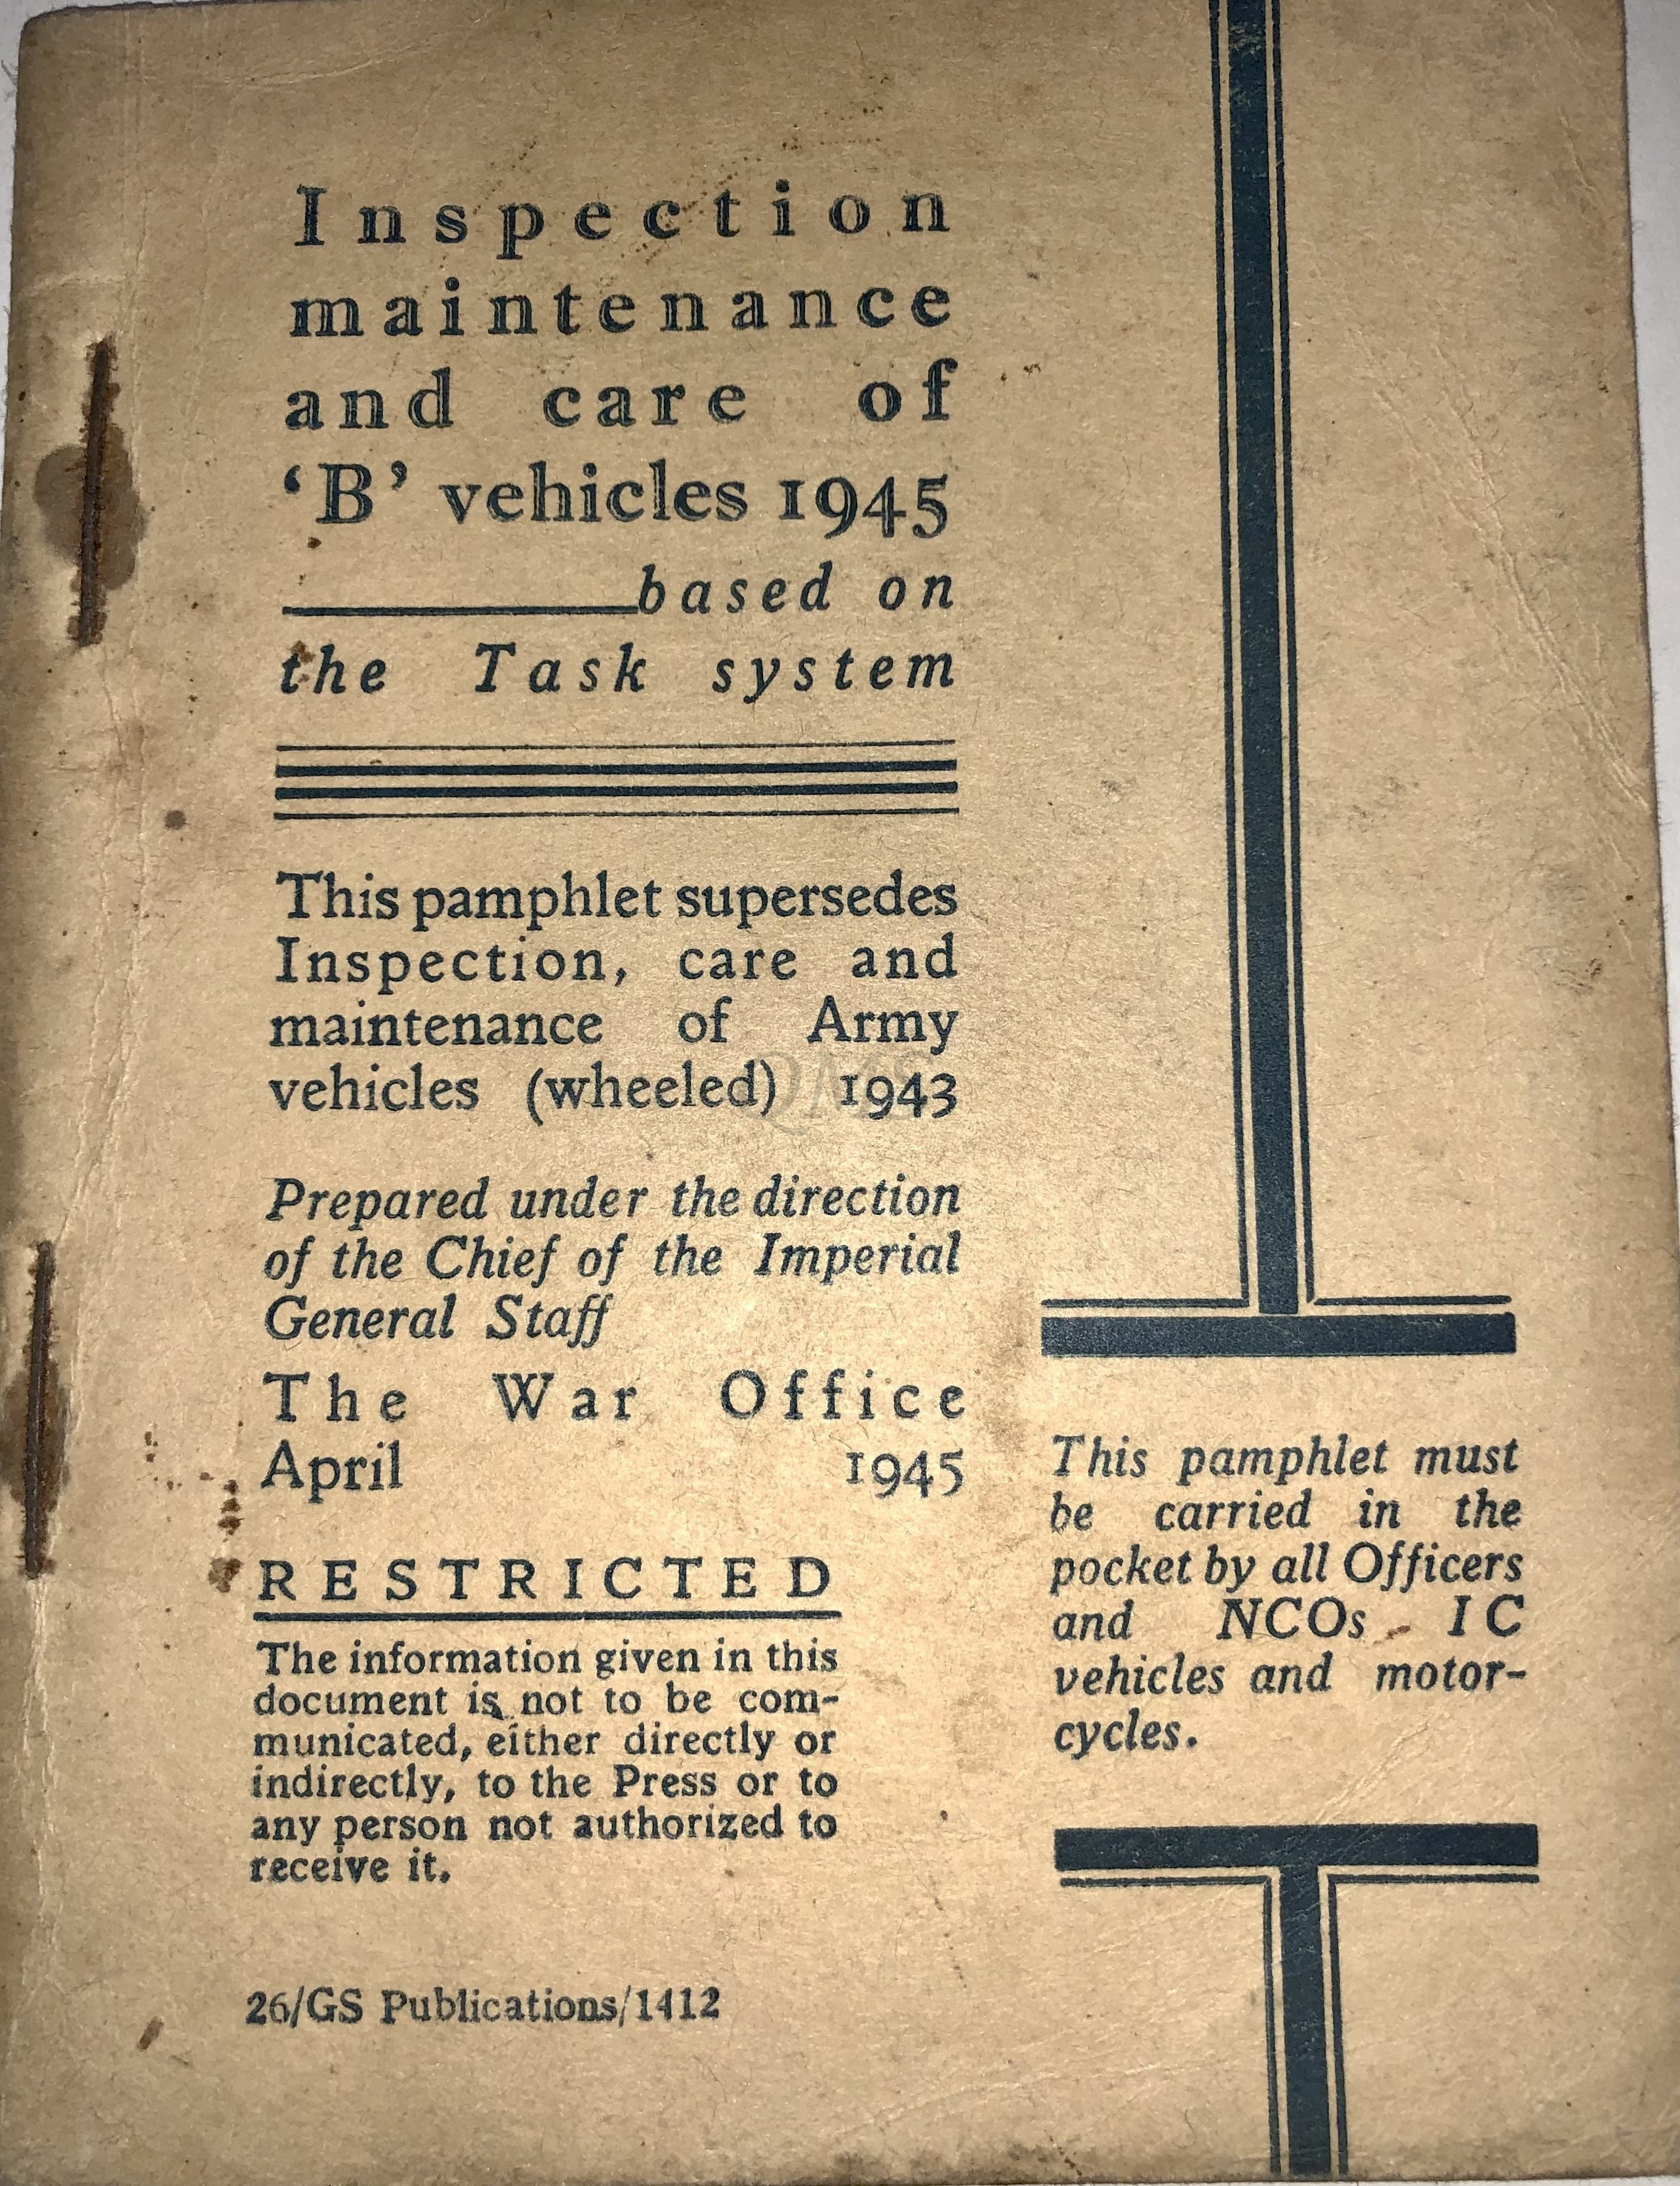 Inspection
maintenance
and care of
‘B’ vehicles 1945
based on
the Task system
This pamphlet supersedes
Inspection, care and
maintenance of Army
vehicles (wheeled) 1943
Prepared under the direction
of the Chief of the Imperial
General Staff
The War Office
April 1945
RESTRICTED
The information given in this
document is not to be com-
municated, either directly or
indirectly, to the Press or to
any person not authorized to
receive it.
26/GS Publications/1412
This pamphlet must
be carried in the
pocket by all Officers
and NCOs IC
vehicles and motor-
cycles.